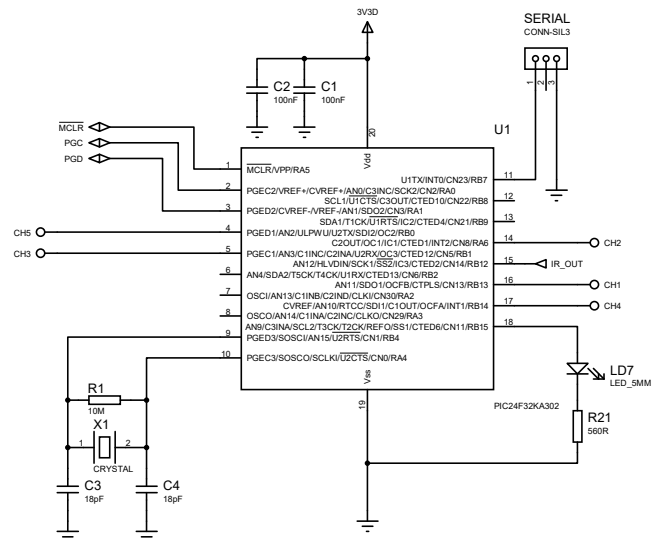 3V3D
SERIAL
CONN-SIL3
1
2
3
C2
100nF
C1
100nF
20
Vdd
U1
MCLR
PGC
PGD
1
MCLR/VPP/RA5
2
PGEC2/VREF+/CVREF+/AN0/C3INC/SCK2/CN2/RA0
3
PGED2/CVREF-/VREF-/AN1/SDO2/CN3/RA1
CH5
4
PGED1/AN2/ULPWU/U2TX/SDI2/OC2/RB0
CH3
5
PGEC1/AN3/C1INC/C2INA/U2RX/OC3/CTED12/CN5/RB1
6
AN4/SDA2/T5CK/T4CK/U1RX/CTED13/CN6/RB2
7
OSCI/AN13/C1INB/C2IND/CLKI/CN30/RA2
8
OSCO/AN14/C1INA/C2INC/CLKO/CN29/RA3
9
PGED3/SOSCI/AN15/U2RTS/CN1/RB4
10
PGEC3/SOSCO/SCLKI/U2CTS/CN0/RA4
U1TX/INT0/CN23/RB7
11
SCL1/U1CTS/C3OUT/CTED10/CN22/RB8
12
SDA1/T1CK/U1RTS/IC2/CTED4/CN21/RB9
13
C2OUT/OC1/IC1/CTED1/INT2/CN8/RA6
14
CH2
AN12/HLVDIN/SCK1/SS2/IC3/CTED2/CN14/RB12
15
IR_OUT
AN11/SDO1/OCFB/CTPLS/CN13/RB13
16
CH1
CVREF/AN10/RTCC/SDI1/C1OUT/OCFA/INT1/RB14
17
CH4
AN9/C3INA/SCL2/T3CK/T2CK/REFO/SS1/CTED6/CN11/RB15
18
Vss
19
PIC24F32KA302
LD7
LED_5MM
R21
560R
R1
10M
X1
1
2
CRYSTAL
C3
18pF
C4
18pF